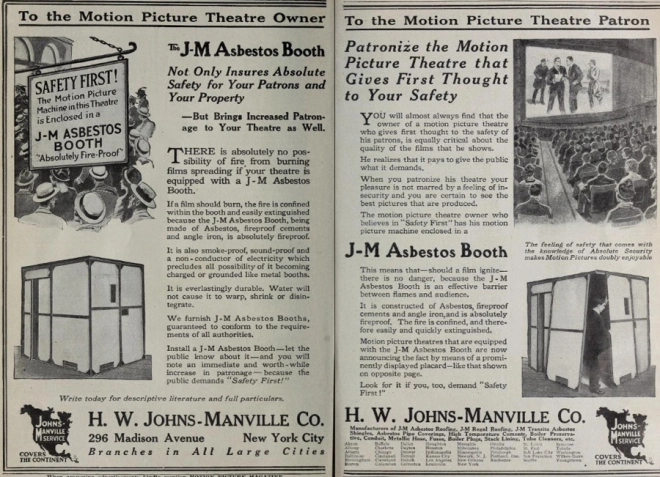 To the Motion Picture Theatre Owner
SAFETY FIRST!
The Motion Picture
Machine in this Theatre
is Enclosed in a
J-M ASBESTOS
BOOTH
"Absolutely Fire-Proof"
The J-M Asbestos Booth
Not Only Insures Absolute
Safety for Your Patrons and
Your Property
—But Brings Increased Patron-
age to Your Theatre as Well.
THERE is absolutely no pos-
sibility of fire from burning
films spreading if your theatre is
equipped with a J-M Asbestos
Booth.
If a film should burn, the fire is confined
within the booth and easily extinguished
because the J-M Asbestos Booth, being
made of Asbestos, fireproof cements
and angle iron, is absolutely fireproof.
It is also smoke-proof, sound-proof and
a non-conductor of electricity which
precludes all possibility of it becoming
charged or grounded like metal booths.
It is everlastingly durable. Water will
not cause it to warp, shrink or disin-
tegrate.
We furnish J-M Asbestos Booths,
guaranteed to conform to the require-
ments of all authorities.
Install a J-M Asbestos Booth—let the
public know about it—and you will
note an immediate and worth-while
increase in patronage—because the
public demands "Safety First!"
Write today for descriptive literature and full particulars.
JOHNS-
MANVILLE
SERVICE
COVERS
THE CONTINENT
H. W. JOHNS-MANVILLE CO.
296 Madison Avenue New York City
Branches in All Large Cities
To the Motion Picture Theatre Patron
Patronize the Motion
Picture Theatre that
Gives First Thought
to Your Safety
YOU will almost always find that the
owner of a motion picture theatre
who gives first thought to the safety of
his patrons, is equally critical about the
quality of the films that he shows.
He realizes that it pays to give the public
what it demands.
When you patronize his theatre your
pleasure is not marred by a feeling of in-
security and you are certain to see the
best pictures that are produced.
The motion picture theatre owner who
believes in "Safety First" has his motion
picture machine enclosed in a
J-M Asbestos Booth
The feeling of safety that comes with
the knowledge of Absolute Security
makes Motion Pictures doubly enjoyable
This means that—should a film ignite—
there is no danger, because the J-M
Asbestos Booth is an effective barrier
between flames and audience.
It is constructed of Asbestos, fireproof
cements and angle iron, and is absolutely
fireproof. The fire is confined, and there-
fore easily and quickly extinguished.
Motion picture theatres that are equipped
with the J-M Asbestos Booth are now
announcing the fact by means of a promi-
nently displayed placard—like that shown
on opposite page.
Look for it if you, too, demand "Safety
First!"
H. W. JOHNS-MANVILLE CO.
Manufacturers of J-M Asbestos Roofing, J-M Regal Roofing, J-M Transite Asbestos
Shingles, Asbestos Pipe Coverings, High Temperature Cements, Boiler Preserva-
tive, Conduit, Metallic Hose, Fuses, Boiler Plugs, Stack Lining, Tube Cleaners, etc.
JOHNS-
MANVILLE
SERVICE
COVERS
THE CONTINENT